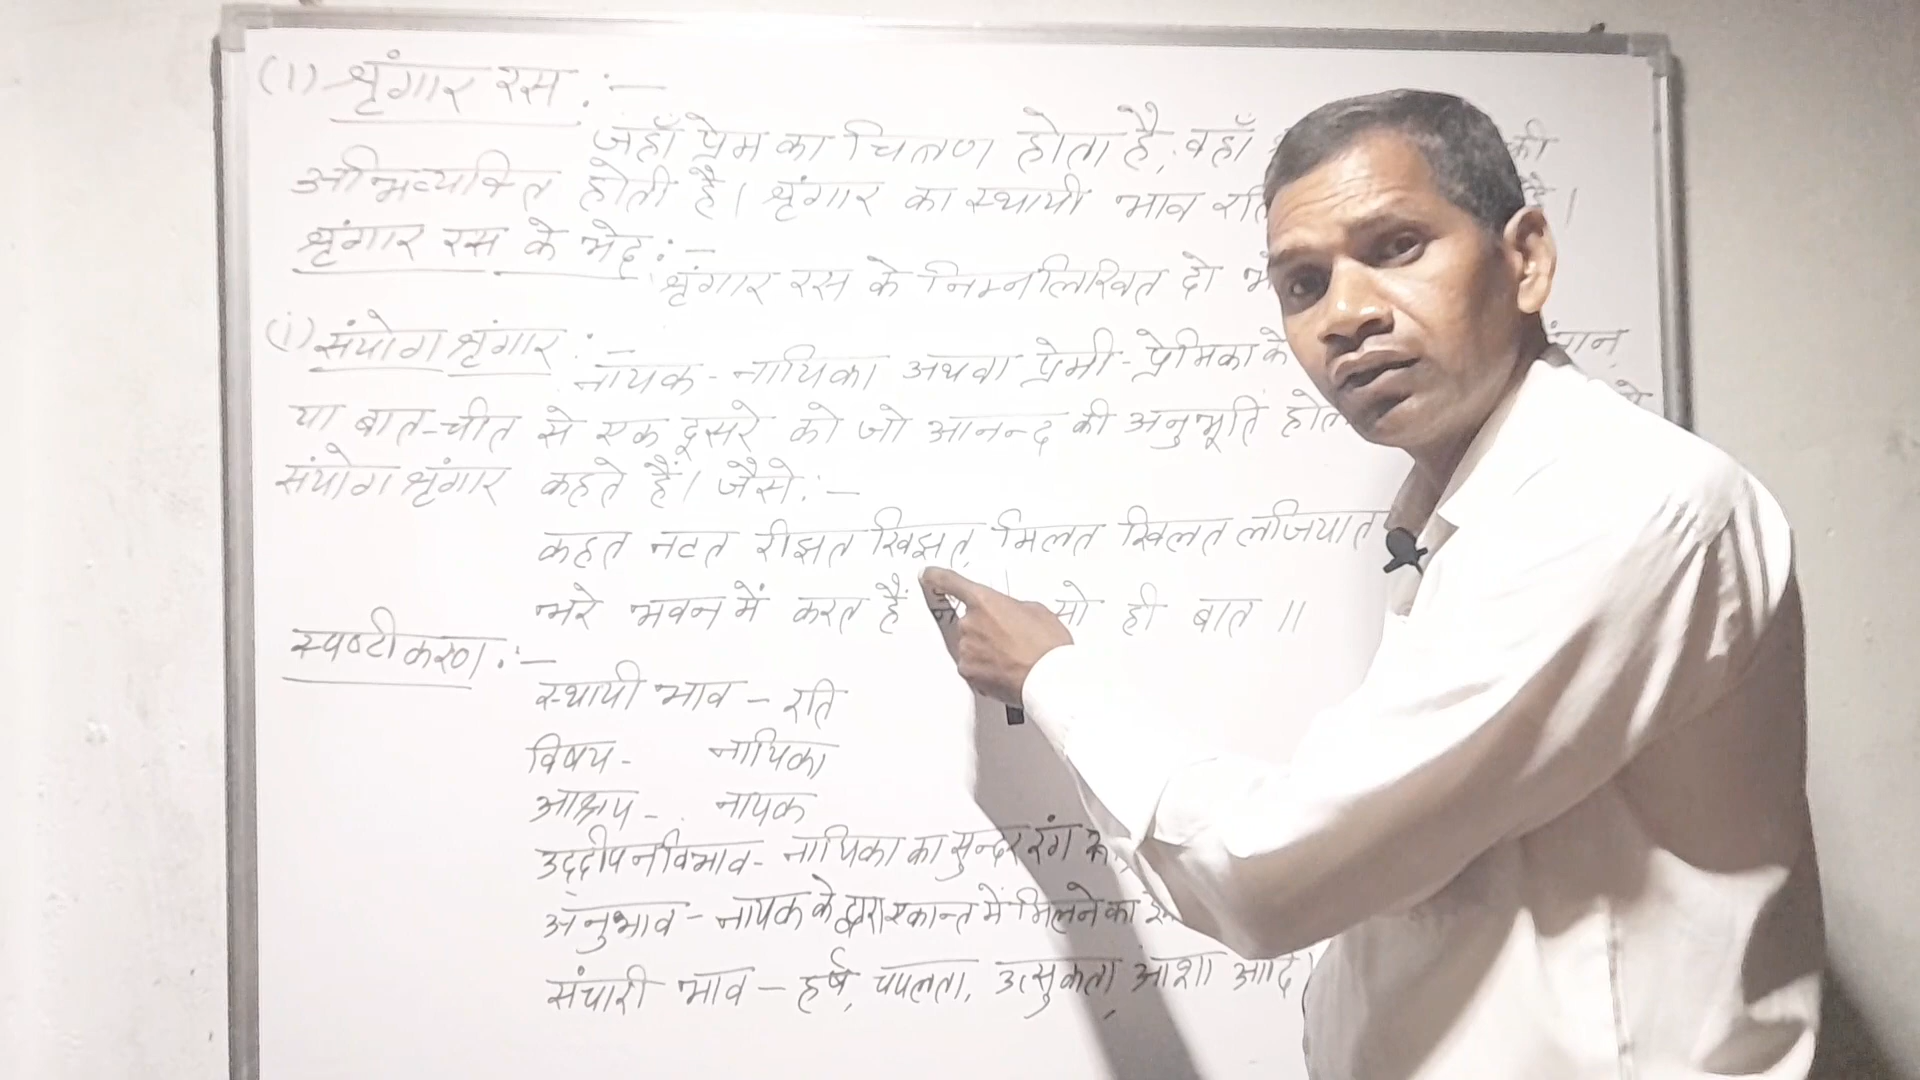 (1) श्रृंगार रस :-
जहाँ प्रेम का चित्रण होता है, वहाँ की
अभिव्यक्ति होती है। श्रृंगार का स्थायी भाव रति है।
श्रृंगार रस के भेद :-
श्रृंगार रस के निम्नलिखित दो
(i) संयोग श्रृंगार :-
नायक - नायिका अथवा प्रेमी - प्रेमिका के
या बात-चीत से एक दूसरे को जो आनन्द की अनुभूति
संयोग श्रृंगार कहते हैं। जैसे :-
कहत नटत रीझत खिझत, मिलत खिलत लजियात
भरे भवन में करत हैं ही बात ॥
स्पष्टीकरण :-
स्थायी भाव - रति
विषय - नायिका
आश्रय - नायक
उद्दीपन विभाव - नायिका का सुन्दर रंग
अनुभाव - नायक के द्वारा एकान्त में मिलने का
संचारी भाव - हर्ष, चपलता, उत्सुकता, आशा आदि।